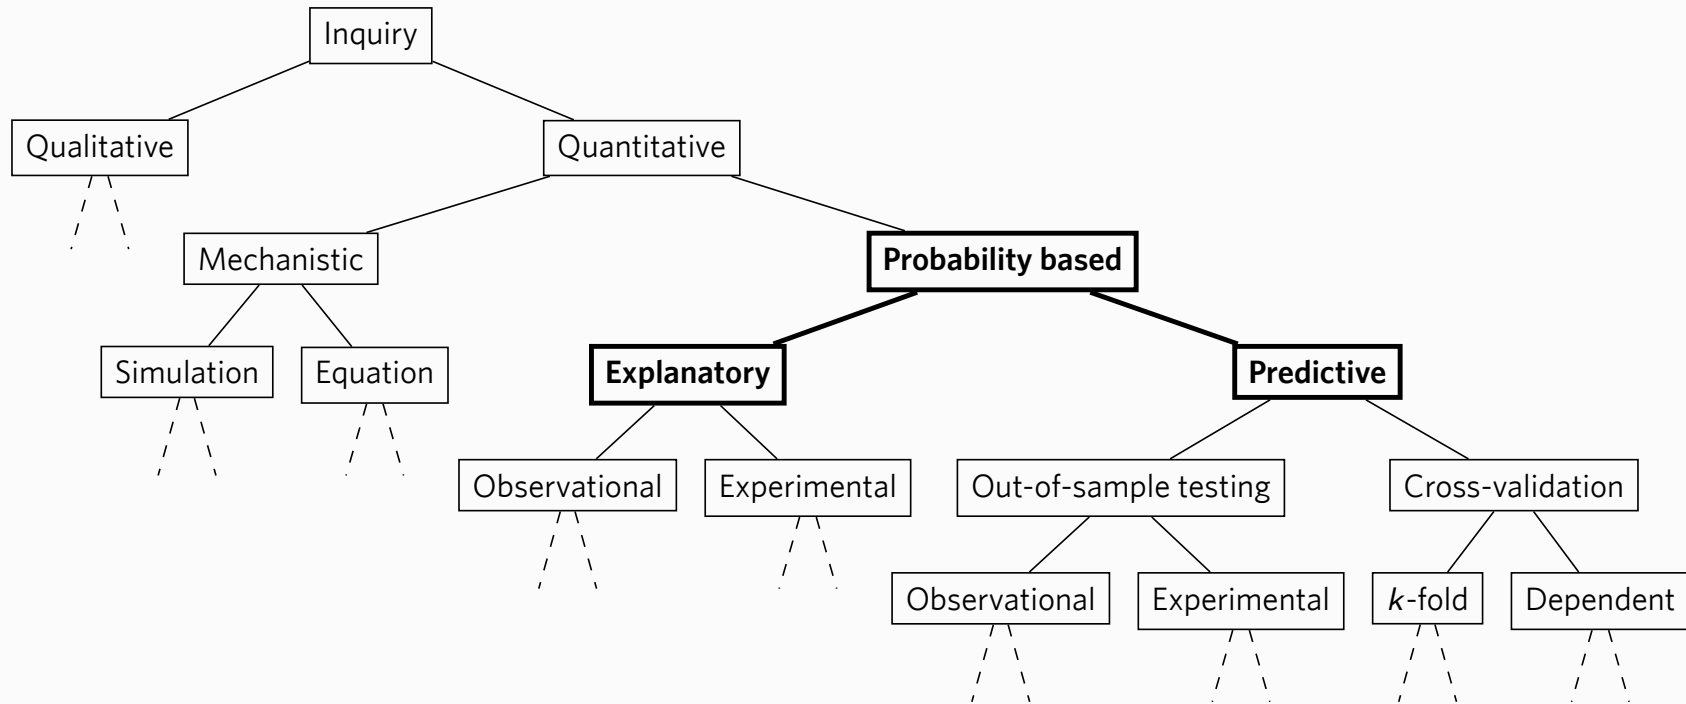 Inquiry
Qualitative
Quantitative
Mechanistic
Probability based
Simulation
Equation
Explanatory
Predictive
Observational
Experimental
Out-of-sample testing
Cross-validation
Observational
Experimental
k-fold
Dependent